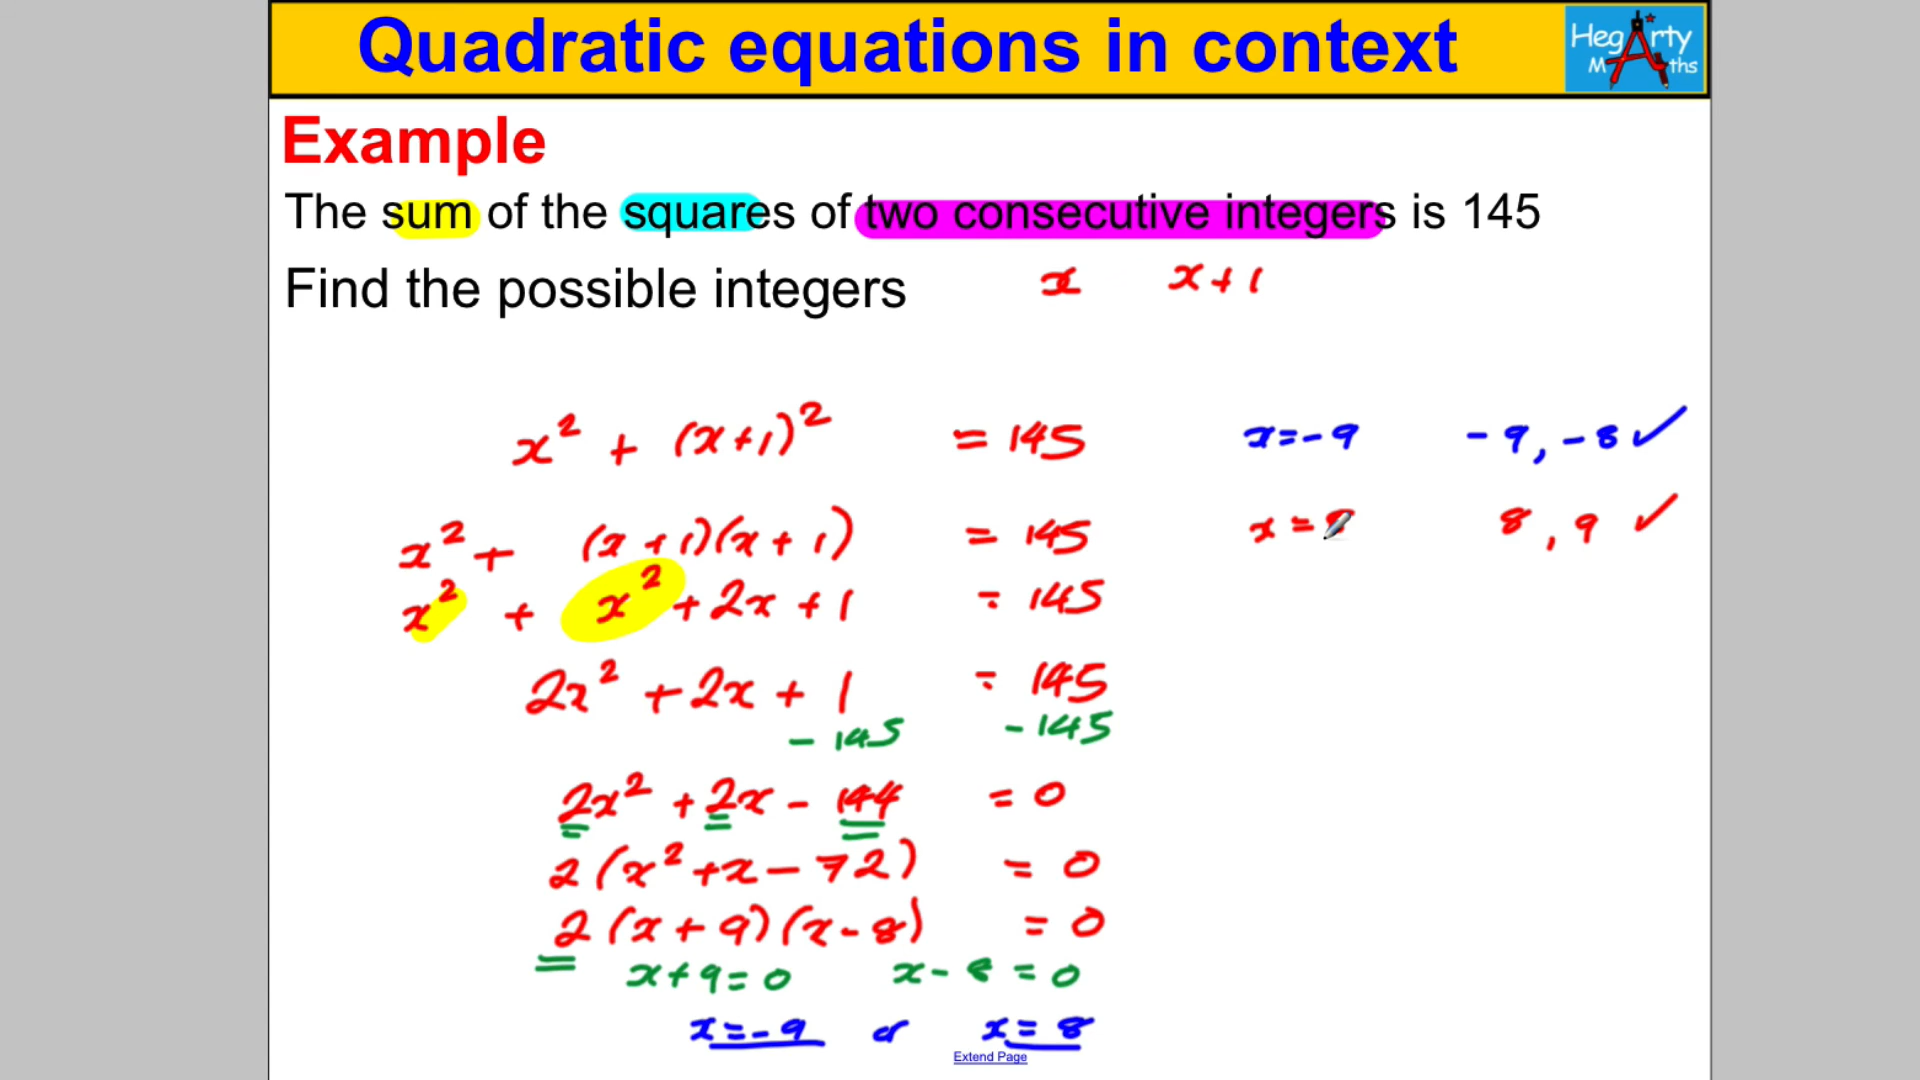 Quadratic equations in context
Hegarty Maths
Example
The sum of the squares of two consecutive integers is 145
Find the possible integers
x x+1
x² + (x+1)² = 145
x² + (x+1)(x+1) = 145
x² + x² + 2x + 1 = 145
2x² + 2x + 1 = 145
- 145 - 145
2x² + 2x - 144 = 0
2(x² + x - 72) = 0
2(x+9)(x-8) = 0
x+9=0 x-8=0
x=-9 or x=8
Extend Page
x=-9 -9, -8 ✓
x=8 8, 9 ✓